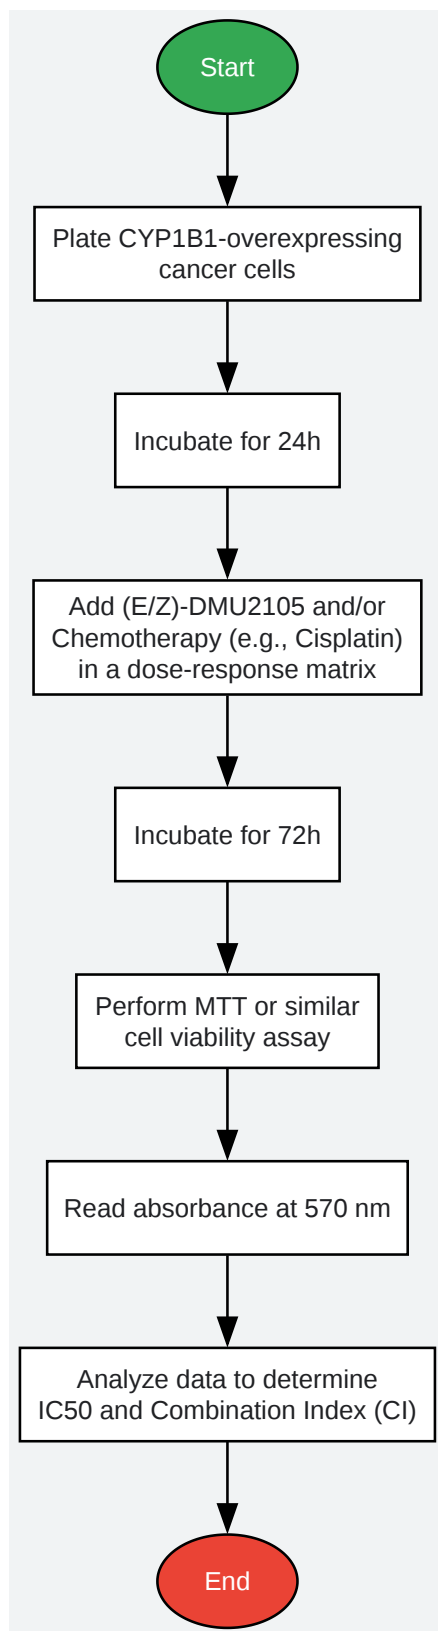 Start
Plate CYP1B1-overexpressing
cancer cells
Incubate for 24h
Add (E/Z)-DMU2105 and/or
Chemotherapy (e.g., Cisplatin)
in a dose-response matrix
Incubate for 72h
Perform MTT or similar
cell viability assay
Read absorbance at 570 nm
Analyze data to determine
IC50 and Combination Index (CI)
End